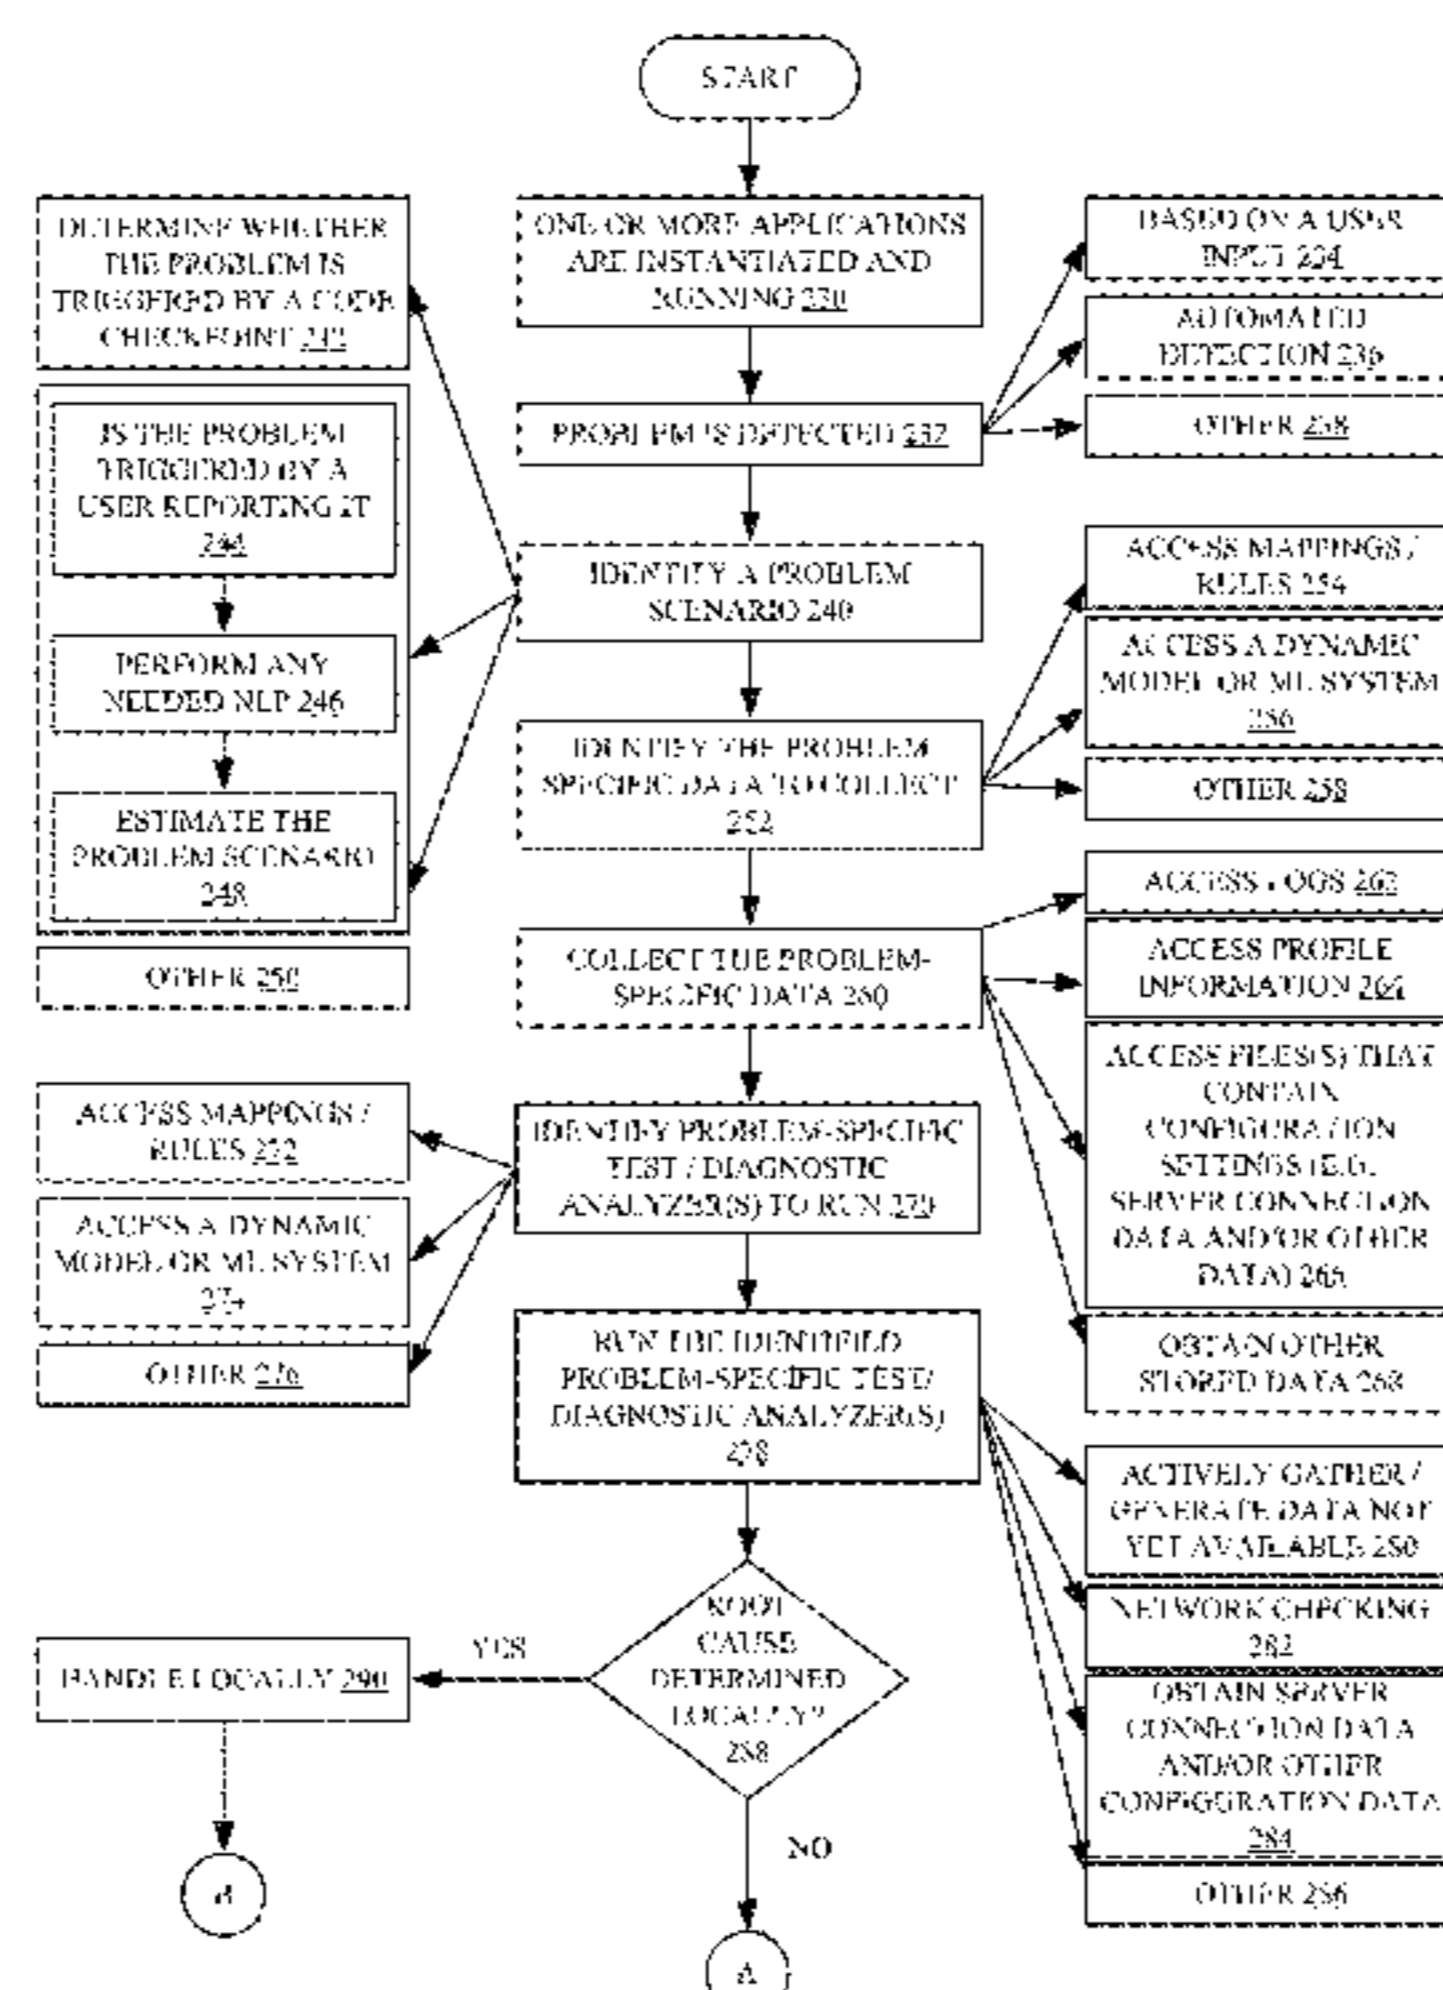 START
ONE OR MORE APPLICATIONS
ARE INSTANTIATED AND
RUNNING 230
PROBLEM IS DETECTED 232
BASED ON A USER
INPUT 234
AUTOMATED
DETECTION 236
OTHER 238
IDENTIFY A PROBLEM
SCENARIO 240
DETERMINE WHETHER
THE PROBLEM IS
TRIGGERED BY A CODE
CHECKPOINT 242
IS THE PROBLEM
TRIGGERED BY A
USER REPORTING IT
244
PERFORM ANY
NEEDED NLP 246
ESTIMATE THE
PROBLEM SCENARIO
248
OTHER 250
IDENTIFY THE PROBLEM
SPECIFIC DATA TO COLLECT
252
ACCESS MAPPINGS /
RULES 254
ACCESS A DYNAMIC
MODEL OR ML SYSTEM
256
OTHER 258
COLLECT THE PROBLEM-
SPECIFIC DATA 260
ACCESS LOGS 262
ACCESS PROFILE
INFORMATION 264
ACCESS FILES(S) THAT
CONTAIN
CONFIGURATION
SETTINGS (E.G.
SERVER CONNECTION
DATA AND/OR OTHER
DATA) 266
OBTAIN OTHER
STORED DATA 268
IDENTIFY PROBLEM-SPECIFIC
TEST / DIAGNOSTIC
ANALYZER(S) TO RUN 270
ACCESS MAPPINGS /
RULES 272
ACCESS A DYNAMIC
MODEL OR ML SYSTEM
274
OTHER 276
RUN THE IDENTIFIED
PROBLEM-SPECIFIC TEST/
DIAGNOSTIC ANALYZER(S)
278
ACTIVELY GATHER /
GENERATE DATA NOT
YET AVAILABLE 280
NETWORK CHECKING
282
OBTAIN SERVER
CONNECTION DATA
AND/OR OTHER
CONFIGURATION DATA
284
OTHER 286
ROOT
CAUSE
DETERMINED
LOCALLY?
288
YES
HANDLE LOCALLY 290
B
NO
A